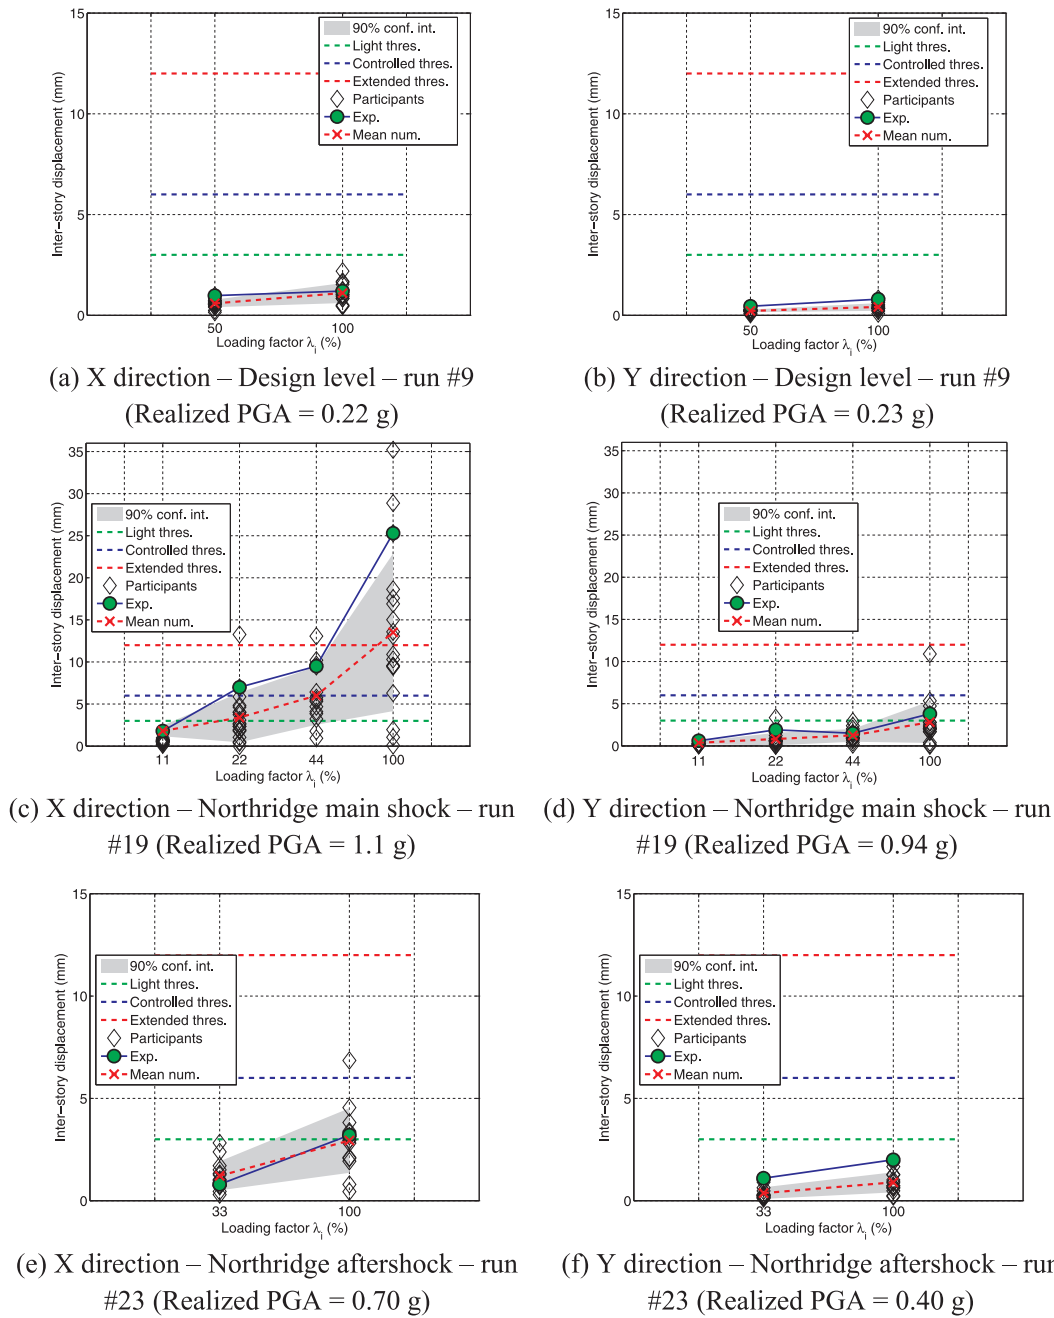 15
10
5
0
Inter−story displacement (mm)
90% conf. int.
Light thres.
Controlled thres.
Extended thres.
Participants
Exp.
Mean num.
50
100
Loading factor λi (%)
15
10
5
0
Inter−story displacement (mm)
90% conf. int.
Light thres.
Controlled thres.
Extended thres.
Participants
Exp.
Mean num.
50
100
Loading factor λi (%)
(a) X direction – Design level – run #9
(Realized PGA = 0.22 g)
(b) Y direction – Design level – run #9
(Realized PGA = 0.23 g)
35
30
25
20
15
10
5
0
Inter−story displacement (mm)
90% conf. int.
Light thres.
Controlled thres.
Extended thres.
Participants
Exp.
Mean num.
11
22
44
100
Loading factor λi (%)
35
30
25
20
15
10
5
0
Inter−story displacement (mm)
90% conf. int.
Light thres.
Controlled thres.
Extended thres.
Participants
Exp.
Mean num.
11
22
44
100
Loading factor λi (%)
(c) X direction – Northridge main shock – run
#19 (Realized PGA = 1.1 g)
(d) Y direction – Northridge main shock – run
#19 (Realized PGA = 0.94 g)
15
10
5
0
Inter−story displacement (mm)
90% conf. int.
Light thres.
Controlled thres.
Extended thres.
Participants
Exp.
Mean num.
33
100
Loading factor λi (%)
15
10
5
0
Inter−story displacement (mm)
90% conf. int.
Light thres.
Controlled thres.
Extended thres.
Participants
Exp.
Mean num.
33
100
Loading factor λi (%)
(e) X direction – Northridge aftershock – run
#23 (Realized PGA = 0.70 g)
(f) Y direction – Northridge aftershock – run
#23 (Realized PGA = 0.40 g)